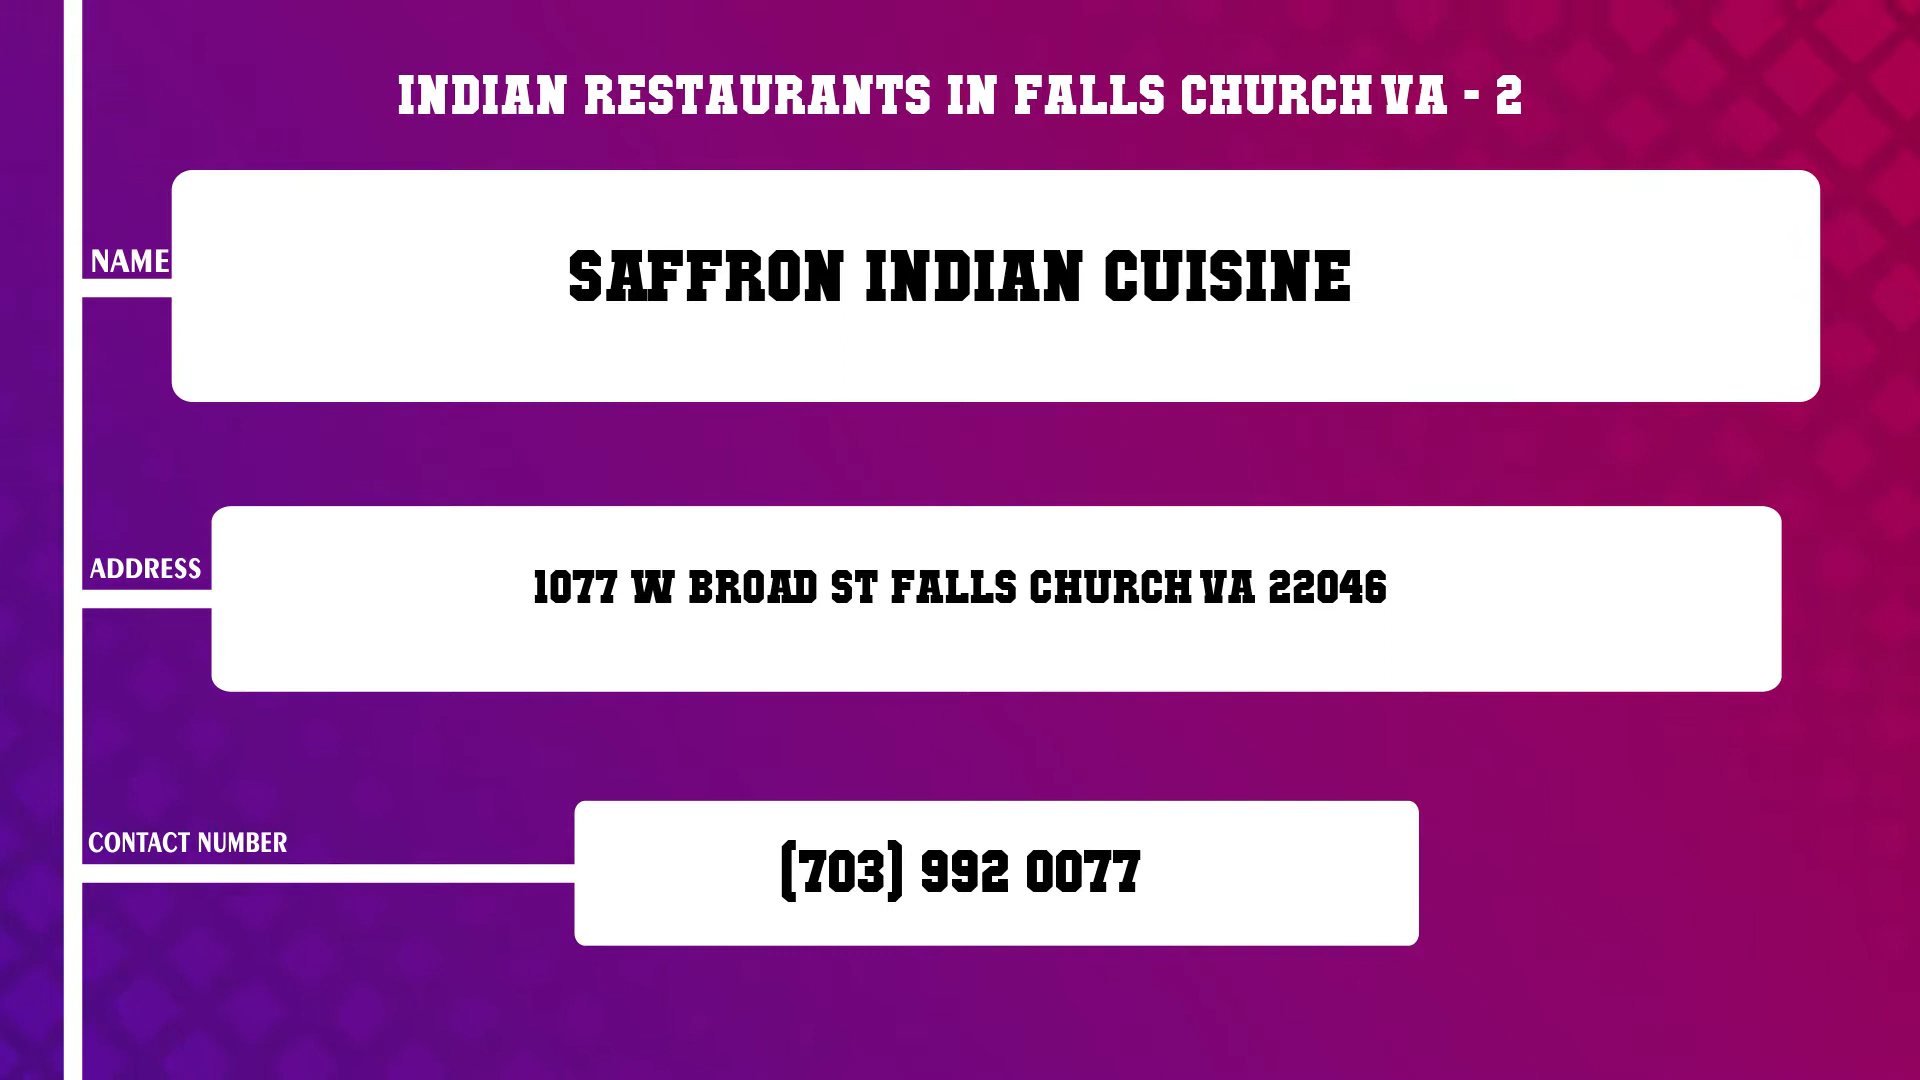 INDIAN RESTAURANTS IN FALLS CHURCH VA - 2
NAME
SAFFRON INDIAN CUISINE
ADDRESS
1077 W BROAD ST FALLS CHURCH VA 22046
CONTACT NUMBER
(703) 992 0077